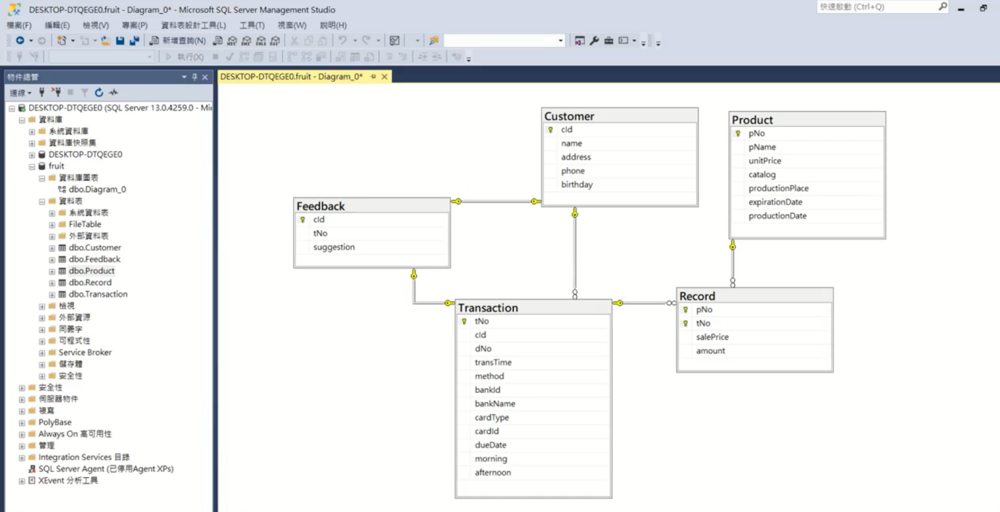 DESKTOP-DTQEGE0.fruit - Diagram_0* - Microsoft SQL Server Management Studio
快速啟動 (Ctrl+Q)
檔案(F) 編輯(E) 檢視(V) 專案(P) 資料表設計工具(L) 工具(T) 視窗(W) 說明(H)
新增查詢(N)
執行(X)
物件總管
DESKTOP-DTQEGE0.fruit - Diagram_0*
連線
DESKTOP-DTQEGE0 (SQL Server 13.0.4259.0 - Mi
資料庫
系統資料庫
資料庫快照集
DESKTOP-DTQEGE0
fruit
資料庫圖表
dbo.Diagram_0
資料表
系統資料表
FileTable
外部資料表
dbo.Customer
dbo.Feedback
dbo.Product
dbo.Record
dbo.Transaction
檢視
外部資源
同義字
可程式性
Service Broker
儲存體
安全性
安全性
伺服器物件
複寫
PolyBase
Always On 高可用性
管理
Integration Services 目錄
SQL Server Agent (已停用Agent XPs)
XEvent 分析工具
Customer
cId
name
address
phone
birthday
Product
pNo
pName
unitPrice
catalog
productionPlace
expirationDate
productionDate
Feedback
cId
tNo
suggestion
Transaction
tNo
cId
dNo
transTime
method
bankId
bankName
cardType
cardId
dueDate
morning
afternoon
Record
pNo
tNo
salePrice
amount